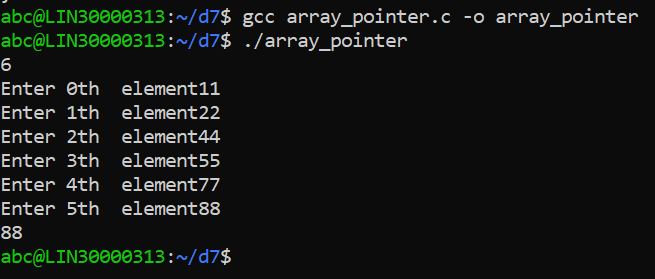 abc@LIN30000313:~/d7$ gcc array_pointer.c -o array_pointer
abc@LIN30000313:~/d7$ ./array_pointer
6
Enter 0th  element11
Enter 1th  element22
Enter 2th  element44
Enter 3th  element55
Enter 4th  element77
Enter 5th  element88
88
abc@LIN30000313:~/d7$